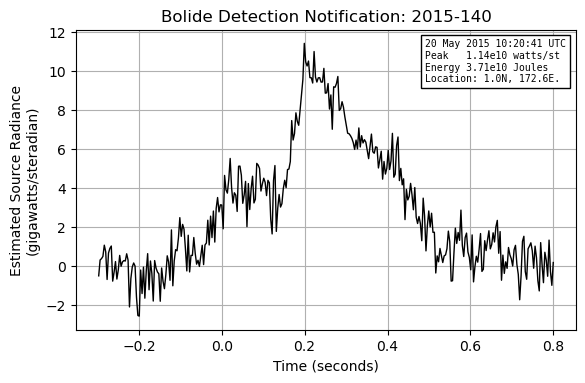 Bolide Detection Notification: 2015-140
20 May 2015 10:20:41 UTC
Peak   1.14e10 watts/st
Energy 3.71e10 Joules
Location: 1.0N, 172.6E.
Estimated Source Radiance
(gigawatts/steradian)
12
10
8
6
4
2
0
−2
−0.2
0.0
0.2
0.4
0.6
0.8
Time (seconds)